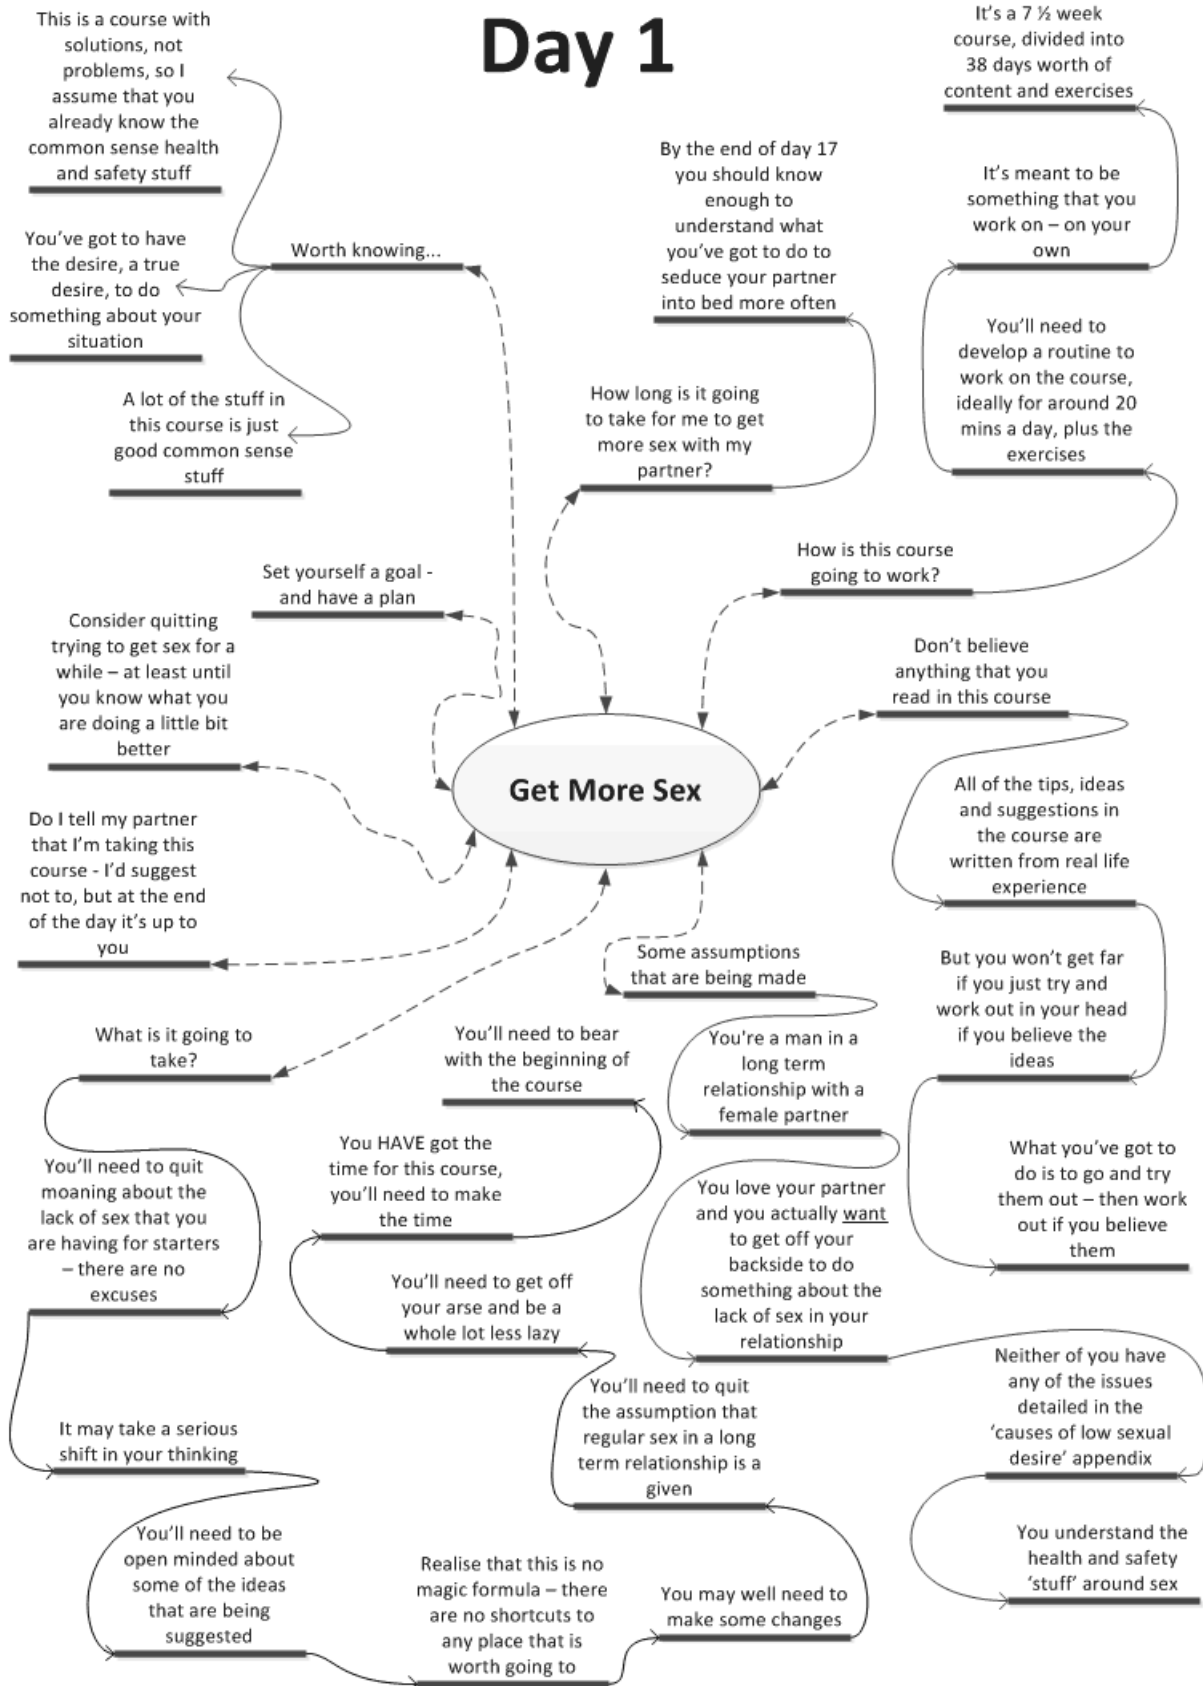 Day 1
This is a course with
solutions, not
problems, so I
assume that you
already know the
common sense health
and safety stuff
You've got to have
the desire, a true
desire, to do
something about your
situation
A lot of the stuff in
this course is just
good common sense
stuff
Worth knowing...
By the end of day 17
you should know
enough to
understand what
you've got to do to
seduce your partner
into bed more often
How long is it going
to take for me to get
more sex with my
partner?
It's a 7 ½ week
course, divided into
38 days worth of
content and exercises
It's meant to be
something that you
work on – on your
own
You'll need to
develop a routine to
work on the course,
ideally for around 20
mins a day, plus the
exercises
How is this course
going to work?
Set yourself a goal -
and have a plan
Consider quitting
trying to get sex for a
while – at least until
you know what you
are doing a little bit
better
Do I tell my partner
that I'm taking this
course - I'd suggest
not to, but at the end
of the day it's up to
you
Get More Sex
Don't believe
anything that you
read in this course
All of the tips, ideas
and suggestions in
the course are
written from real life
experience
But you won't get far
if you just try and
work out in your head
if you believe the
ideas
What you've got to
do is to go and try
them out – then work
out if you believe
them
Some assumptions
that are being made
You're a man in a
long term
relationship with a
female partner
You love your partner
and you actually want
to get off your
backside to do
something about the
lack of sex in your
relationship
Neither of you have
any of the issues
detailed in the
‘causes of low sexual
desire’ appendix
You understand the
health and safety
‘stuff’ around sex
What is it going to
take?
You'll need to quit
moaning about the
lack of sex that you
are having for starters
– there are no
excuses
It may take a serious
shift in your thinking
You'll need to be
open minded about
some of the ideas
that are being
suggested
Realise that this is no
magic formula – there
are no shortcuts to
any place that is
worth going to
You may well need to
make some changes
You'll need to quit
the assumption that
regular sex in a long
term relationship is a
given
You'll need to get off
your arse and be a
whole lot less lazy
You HAVE got the
time for this course,
you'll need to make
the time
You'll need to bear
with the beginning of
the course